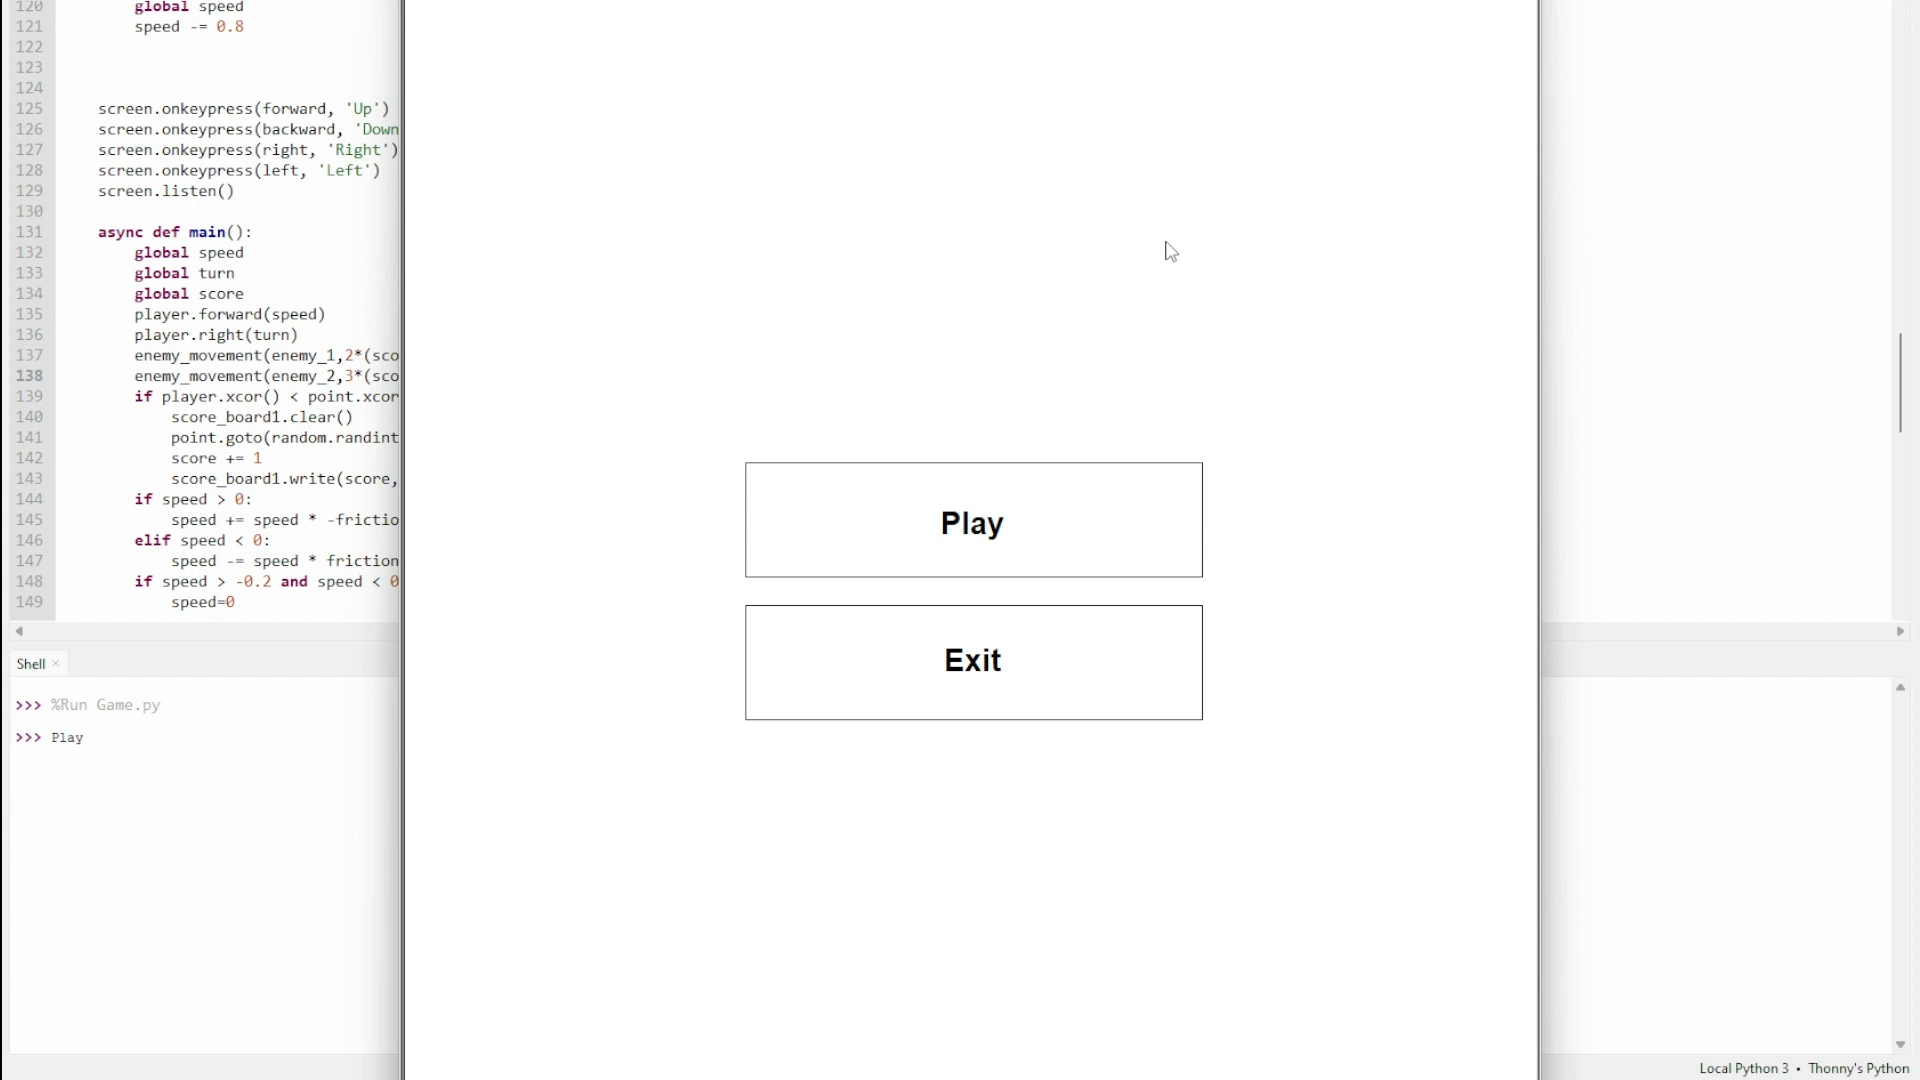 120 global speed
121 speed -= 0.8
122
123
124
125 screen.onkeypress(forward, 'Up')
126 screen.onkeypress(backward, 'Down
127 screen.onkeypress(right, 'Right')
128 screen.onkeypress(left, 'Left')
129 screen.listen()
130
131 async def main():
132 global speed
133 global turn
134 global score
135 player.forward(speed)
136 player.right(turn)
137 enemy_movement(enemy_1,2*(sco
138 enemy_movement(enemy_2,3*(sco
139 if player.xcor() < point.xcor
140 score_board1.clear()
141 point.goto(random.randint
142 score += 1
143 score_board1.write(score,
144 if speed > 0:
145 speed += speed * -frictio
146 elif speed < 0:
147 speed -= speed * friction
148 if speed > -0.2 and speed < 0
149 speed=0
Shell
>>> %Run Game.py
>>> Play
Play
Exit
Local Python 3 • Thonny's Python